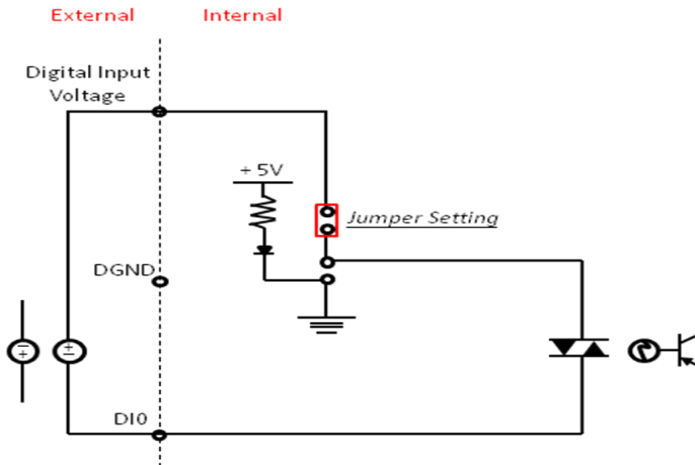 External
Internal
Digital Input
Voltage
+ 5V
Jumper Setting
DGND
DI0